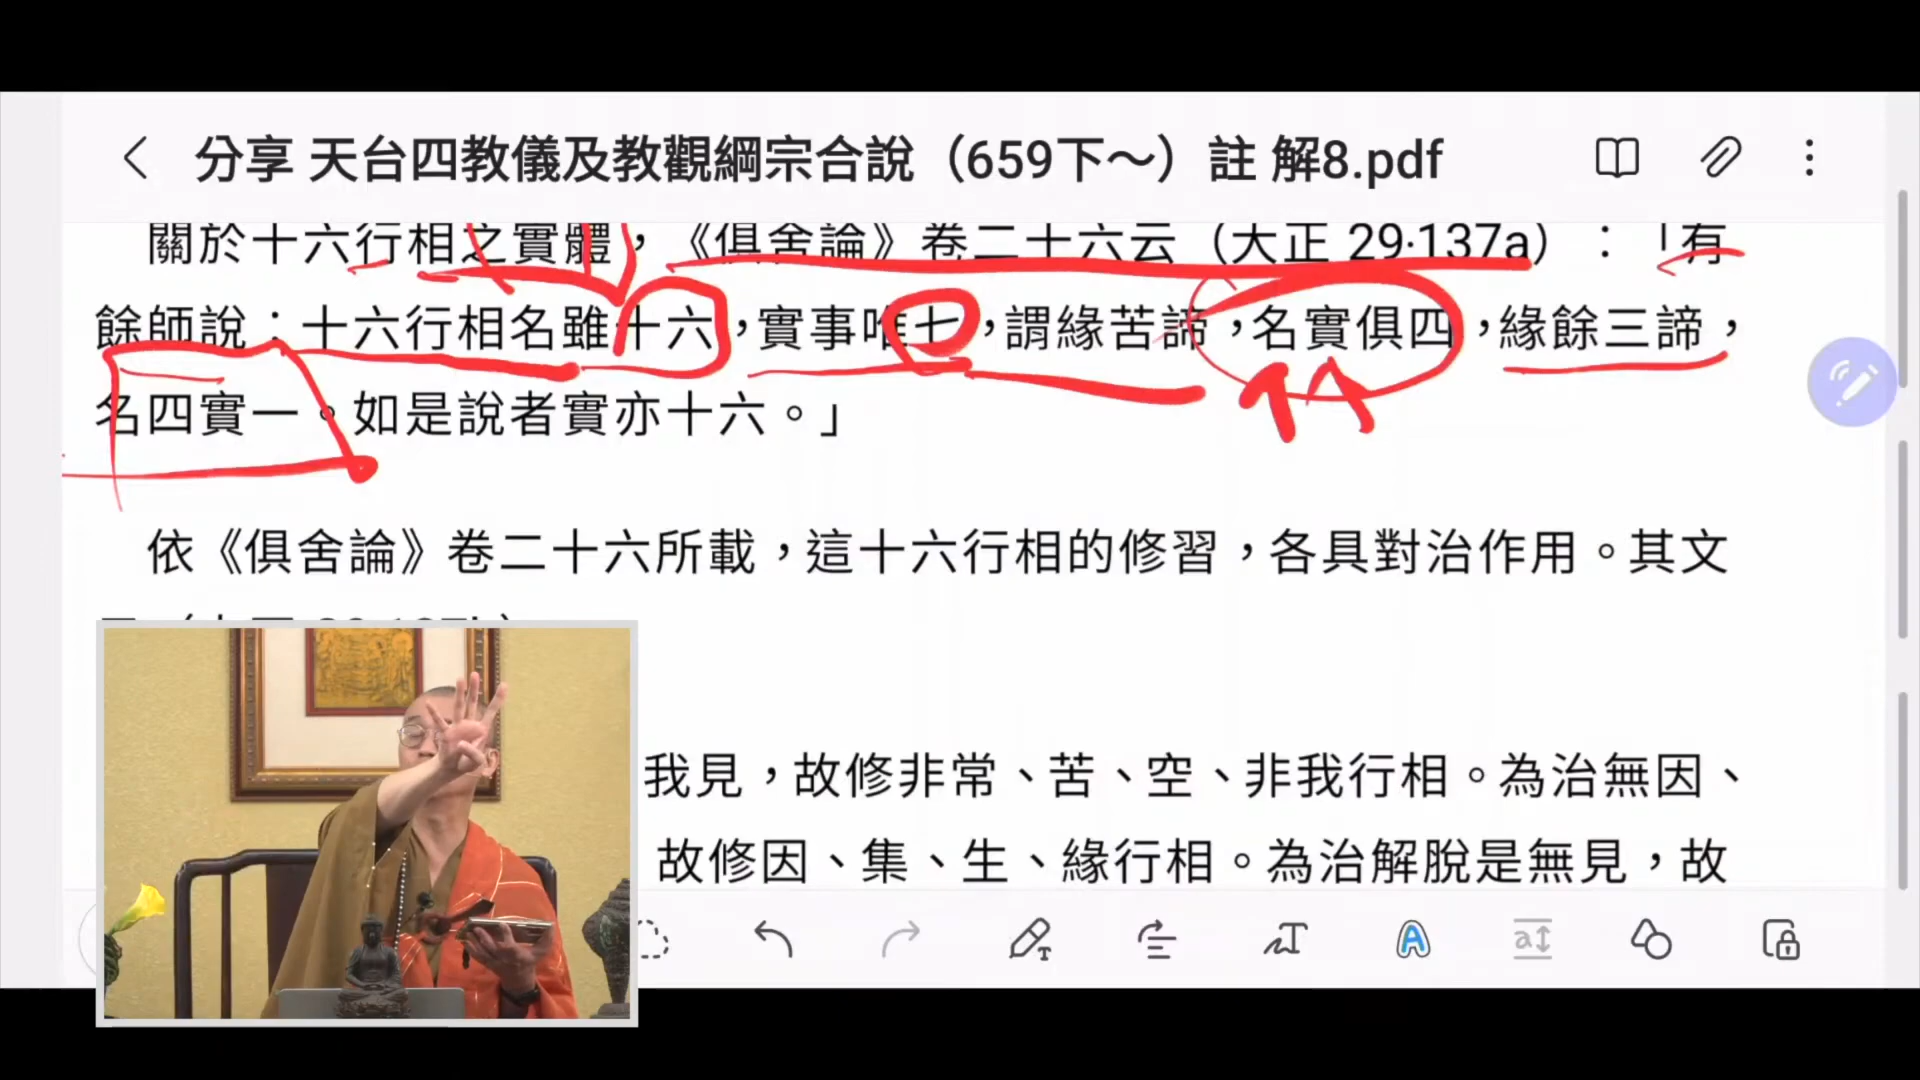 分享 天台四教儀及教觀綱宗合說（659下～）註 解8.pdf
關於十六行相之實體，《俱舍論》卷二十六云（大正 29·137a）：「有
餘師說：十六行相名雖十六，實事唯七，謂緣苦諦，名實俱四，緣餘三諦，
名四實一。如是說者實亦十六。」
依《俱舍論》卷二十六所載，這十六行相的修習，各具對治作用。其文
我見，故修非常、苦、空、非我行相。為治無因、
故修因、集、生、緣行相。為治解脫是無見，故